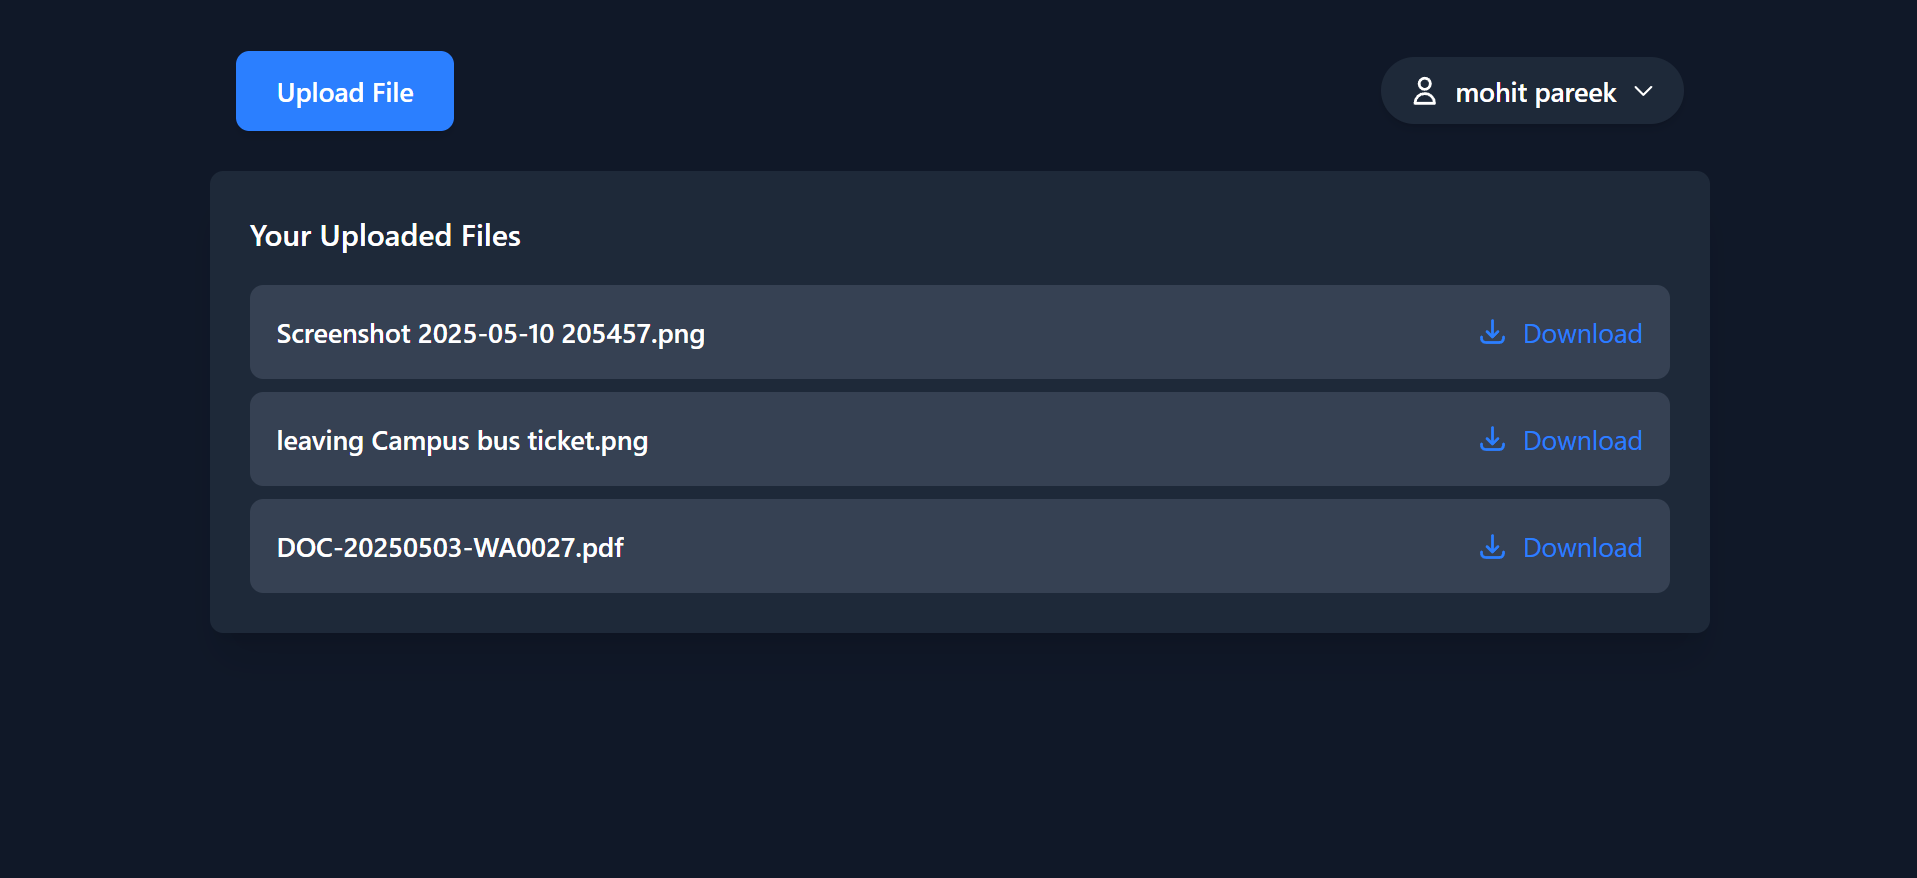 Upload File
mohit pareek
Your Uploaded Files
Screenshot 2025-05-10 205457.png
Download
leaving Campus bus ticket.png
Download
DOC-20250503-WA0027.pdf
Download